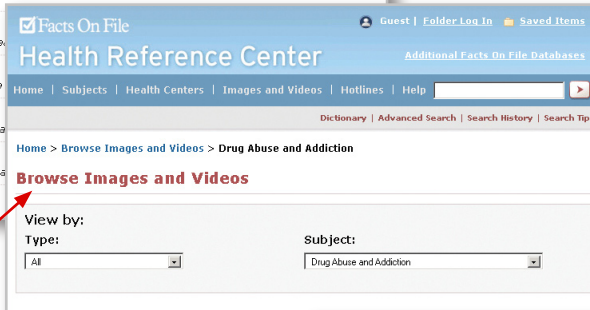 Facts On File
Guest | Folder Log In Saved Items
Health Reference Center
Additional Facts On File Databases
Home | Subjects | Health Centers | Images and Videos | Hotlines | Help
Dictionary | Advanced Search | Search History | Search Tip
Home > Browse Images and Videos > Drug Abuse and Addiction
Browse Images and Videos
View by:
Type: Subject:
All Drug Abuse and Addiction